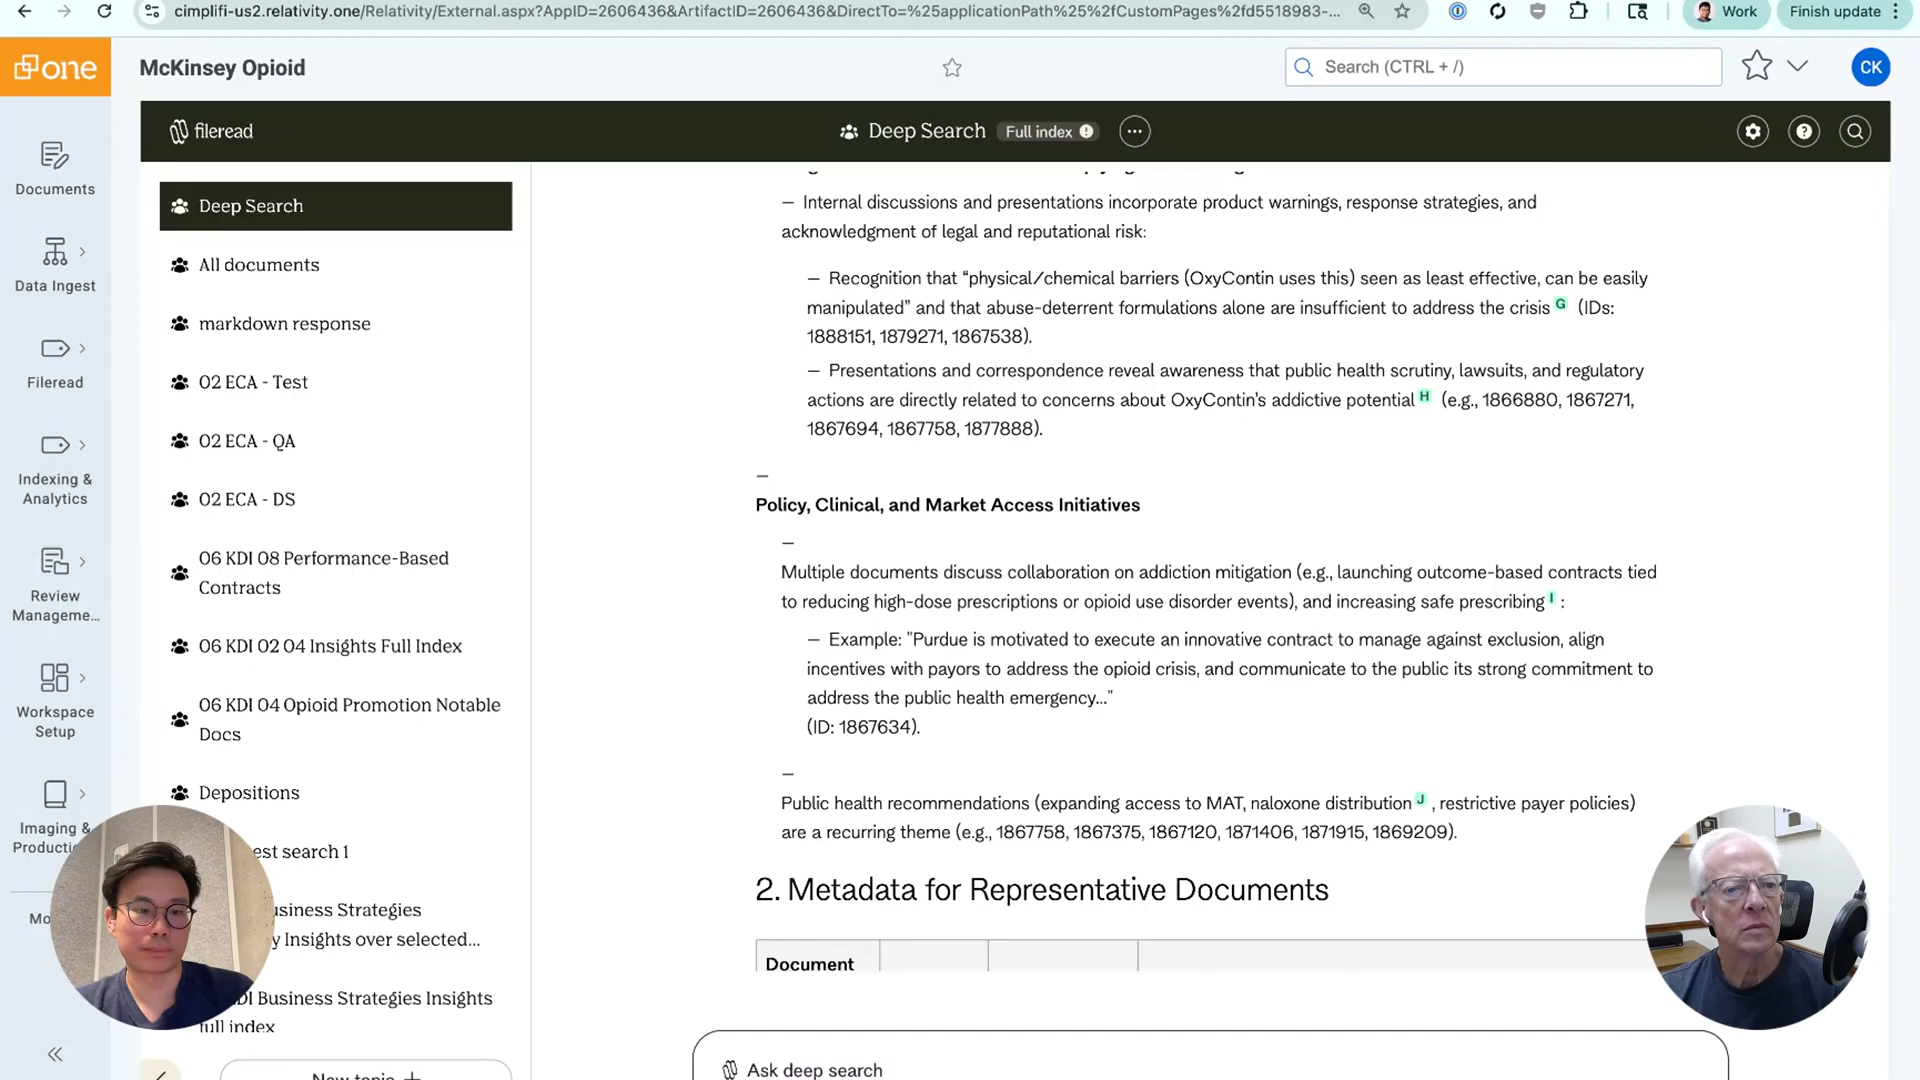 cimplifi-us2.relativity.one/Relativity/External.aspx?AppID=2606436&ArtifactID=2606436&DirectTo=%25applicationPath%25%2fCustomPages%2fd5518983-...
Work
Finish update
one
McKinsey Opioid
Search (CTRL + /)
CK
fileread
Deep Search
Full index
Documents
Data Ingest
Fileread
Indexing &
Analytics
Review
Manageme...
Workspace
Setup
Imaging &
Deep Search
All documents
markdown response
02 ECA - Test
02 ECA - QA
02 ECA - DS
06 KDI 08 Performance-Based
Contracts
06 KDI 02 04 Insights Full Index
06 KDI 04 Opioid Promotion Notable
Docs
Depositions
est search 1
usiness Strategies
y Insights over selected...
DI Business Strategies Insights
full index
New topic +
– Internal discussions and presentations incorporate product warnings, response strategies, and
acknowledgment of legal and reputational risk:
– Recognition that “physical/chemical barriers (OxyContin uses this) seen as least effective, can be easily
manipulated” and that abuse-deterrent formulations alone are insufficient to address the crisis G (IDs:
1888151, 1879271, 1867538).
– Presentations and correspondence reveal awareness that public health scrutiny, lawsuits, and regulatory
actions are directly related to concerns about OxyContin’s addictive potential H (e.g., 1866880, 1867271,
1867694, 1867758, 1877888).
–
Policy, Clinical, and Market Access Initiatives
–
Multiple documents discuss collaboration on addiction mitigation (e.g., launching outcome-based contracts tied
to reducing high-dose prescriptions or opioid use disorder events), and increasing safe prescribing I :
– Example: "Purdue is motivated to execute an innovative contract to manage against exclusion, align
incentives with payors to address the opioid crisis, and communicate to the public its strong commitment to
address the public health emergency..."
(ID: 1867634).
–
Public health recommendations (expanding access to MAT, naloxone distribution J , restrictive payer policies)
are a recurring theme (e.g., 1867758, 1867375, 1867120, 1871406, 1871915, 1869209).
2. Metadata for Representative Documents
Document
Ask deep search